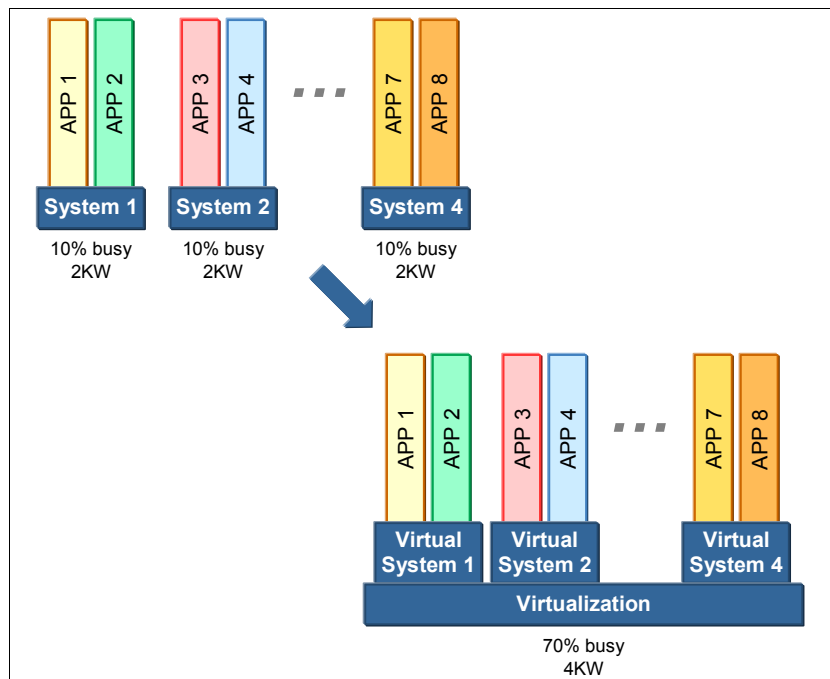 APP 1
APP 2
APP 3
APP 4
APP 7
APP 8
System 1
System 2
System 4
10% busy
2KW
10% busy
2KW
10% busy
2KW
APP 1
APP 2
APP 3
APP 4
APP 7
APP 8
Virtual
System 1
Virtual
System 2
Virtual
System 4
Virtualization
70% busy
4KW